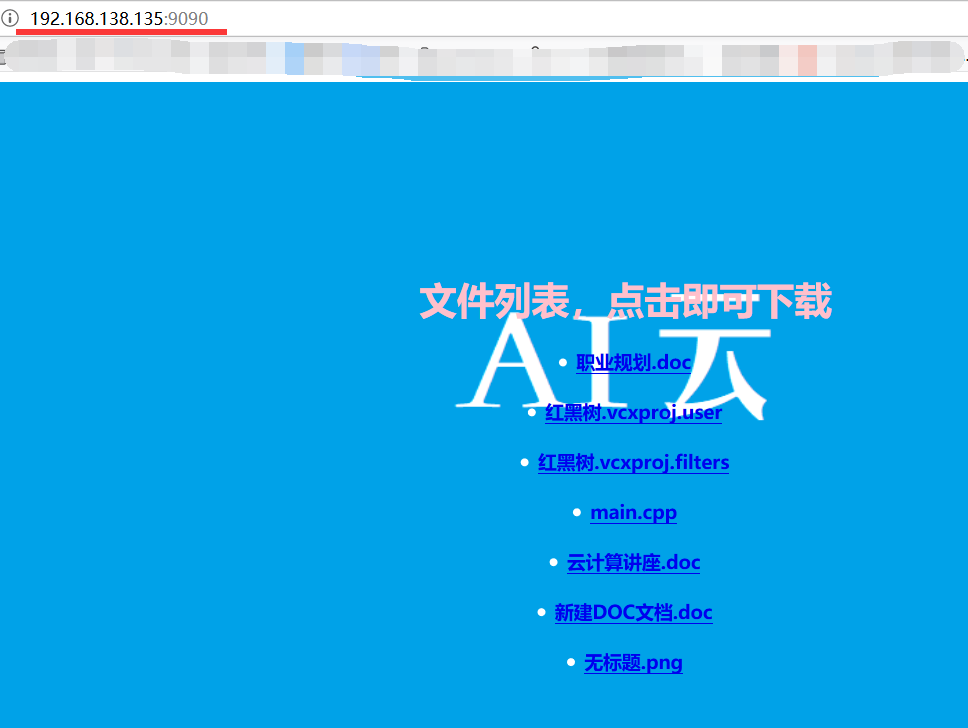 192.168.138.135:9090
文件列表，点击即可下载
AI云
职业规划.doc
红黑树.vcxproj.user
红黑树.vcxproj.filters
main.cpp
云计算讲座.doc
新建DOC文档.doc
无标题.png